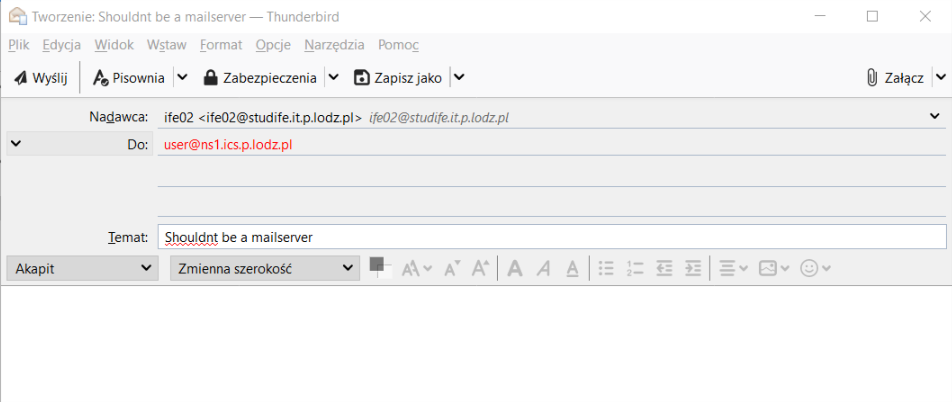 Tworzenie: Shouldnt be a mailserver — Thunderbird
Plik Edycja Widok Wstaw Format Opcje Narzędzia Pomoc
Wyślij Pisownia Zabezpieczenia Zapisz jako Załącz
Nadawca: ife02 <ife02@studife.it.p.lodz.pl> ife02@studife.it.p.lodz.pl
Do: user@ns1.ics.p.lodz.pl
Temat: Shouldnt be a mailserver
Akapit Zmienna szerokość